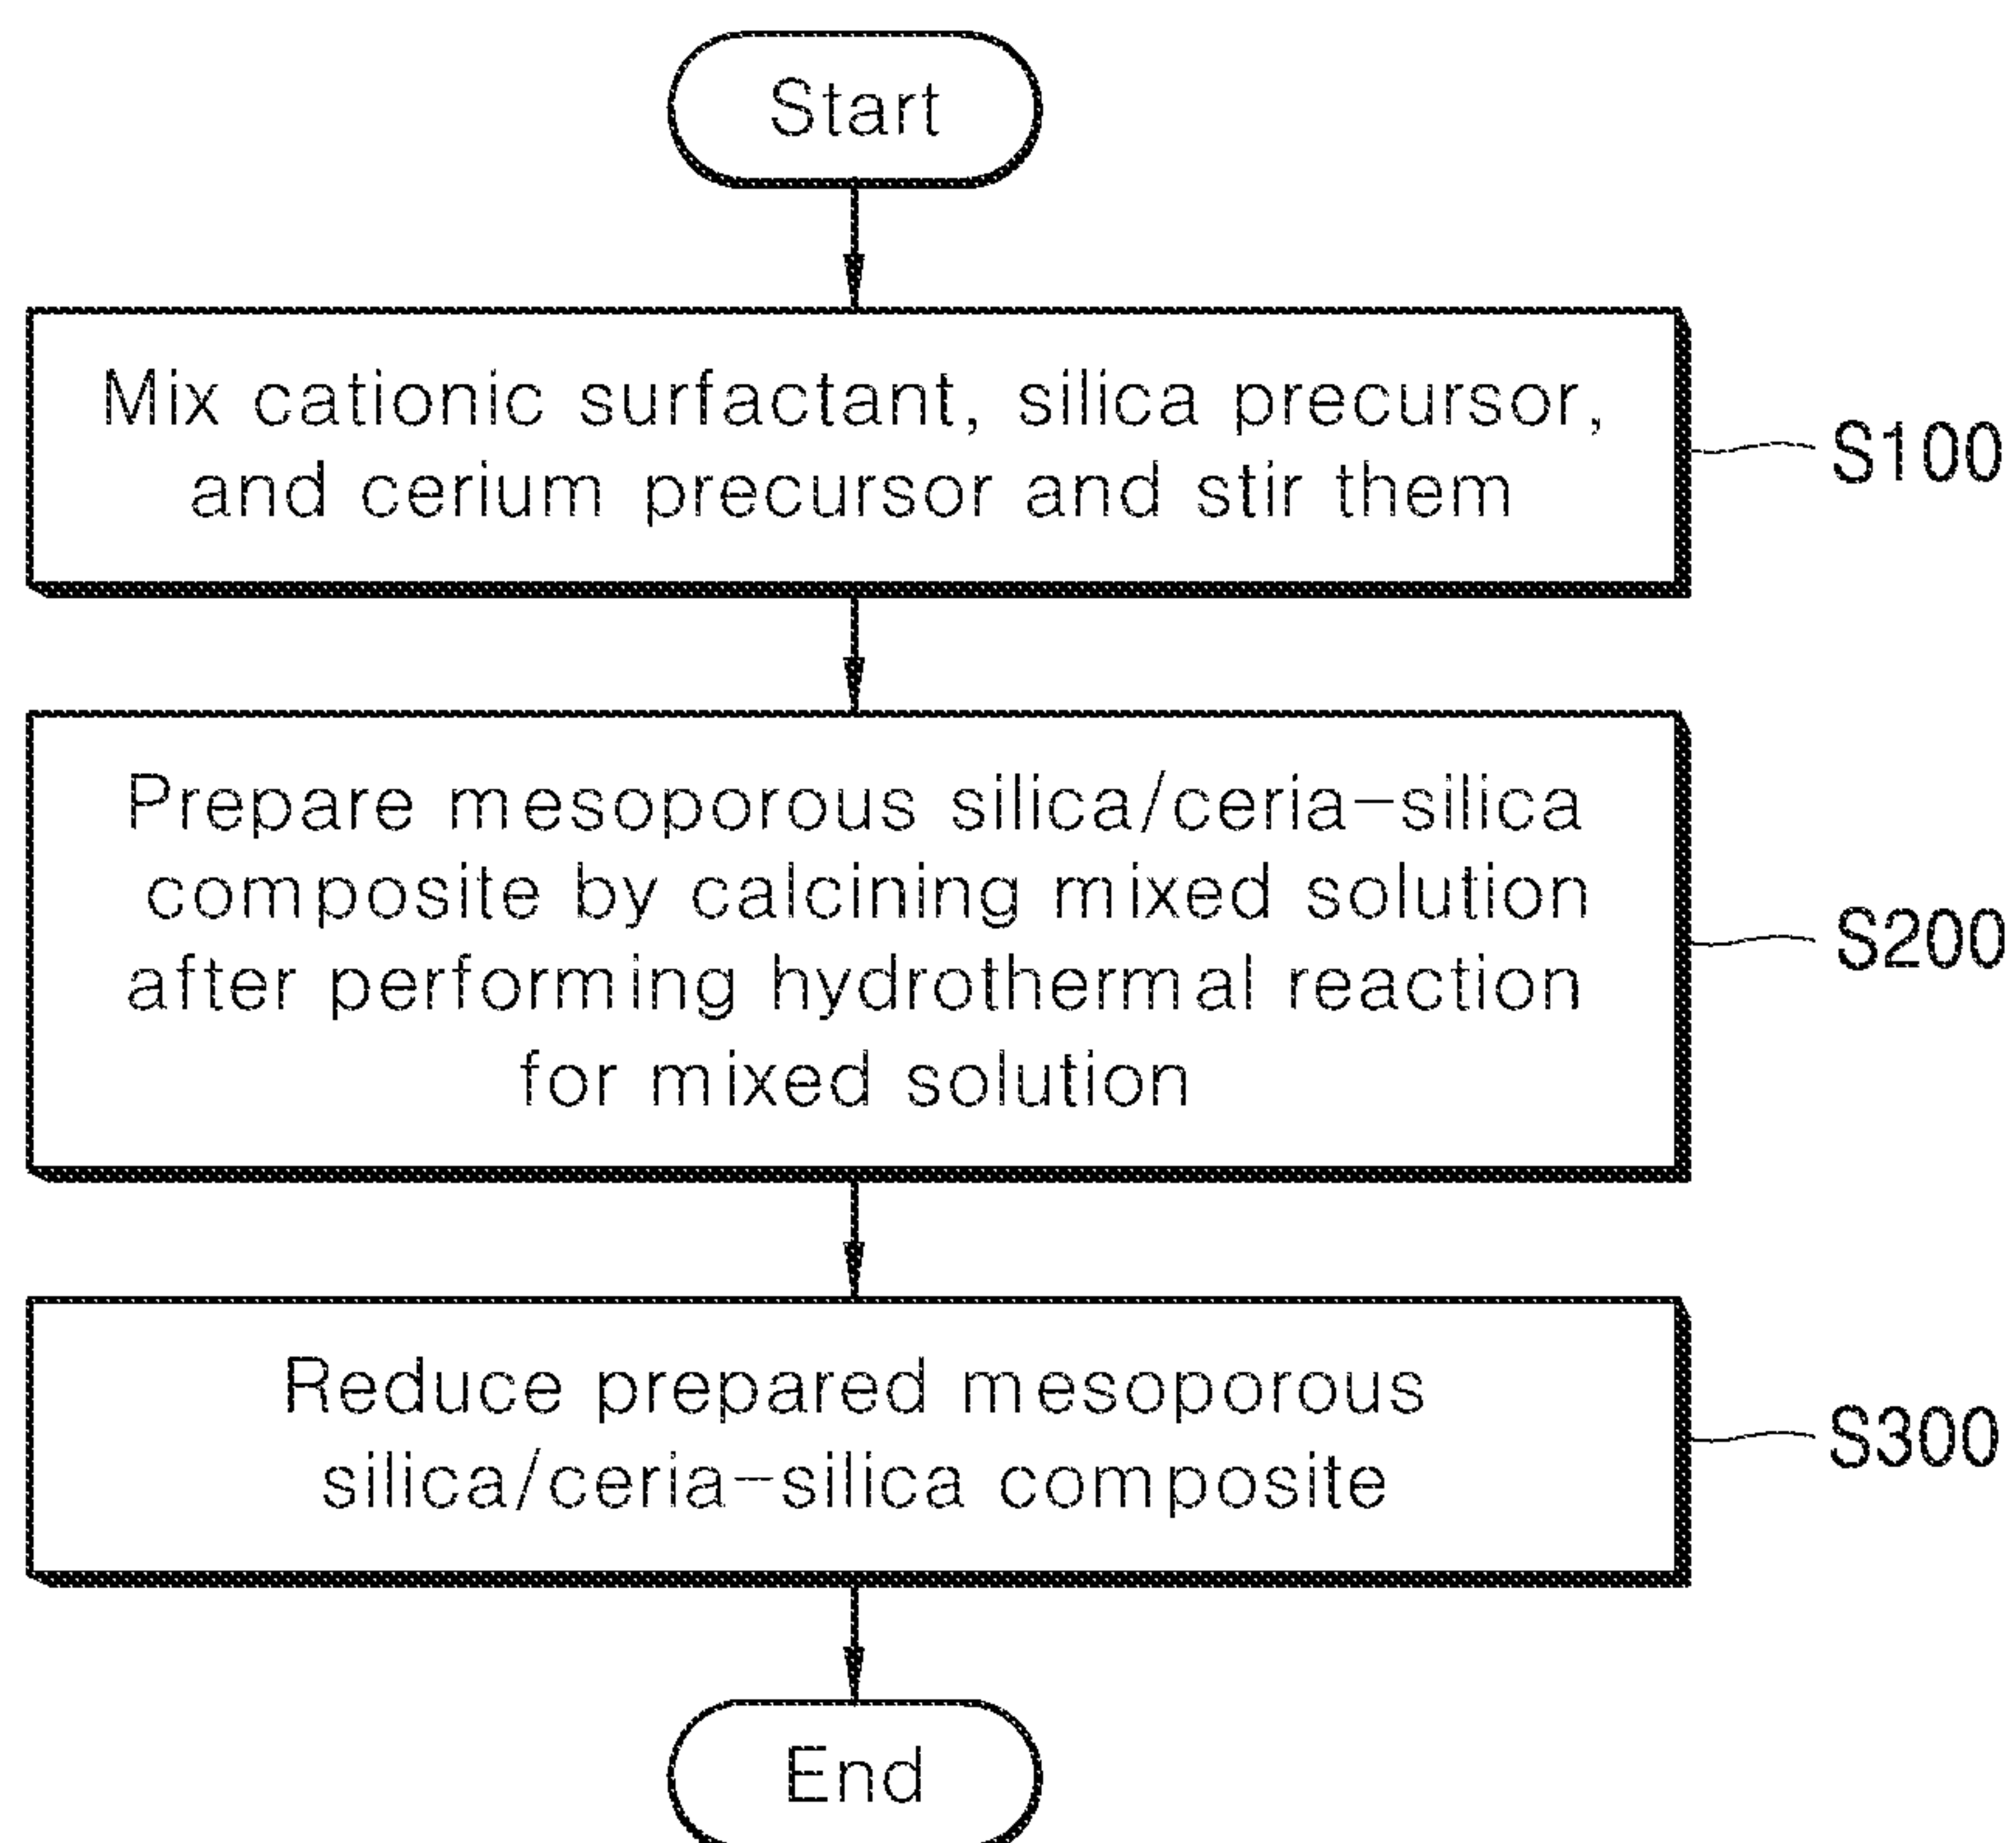 Start
Mix cationic surfactant, silica precursor,
and cerium precursor and stir them
S100
Prepare mesoporous silica/ceria-silica
composite by calcining mixed solution
after performing hydrothermal reaction
for mixed solution
S200
Reduce prepared mesoporous
silica/ceria-silica composite
S300
End